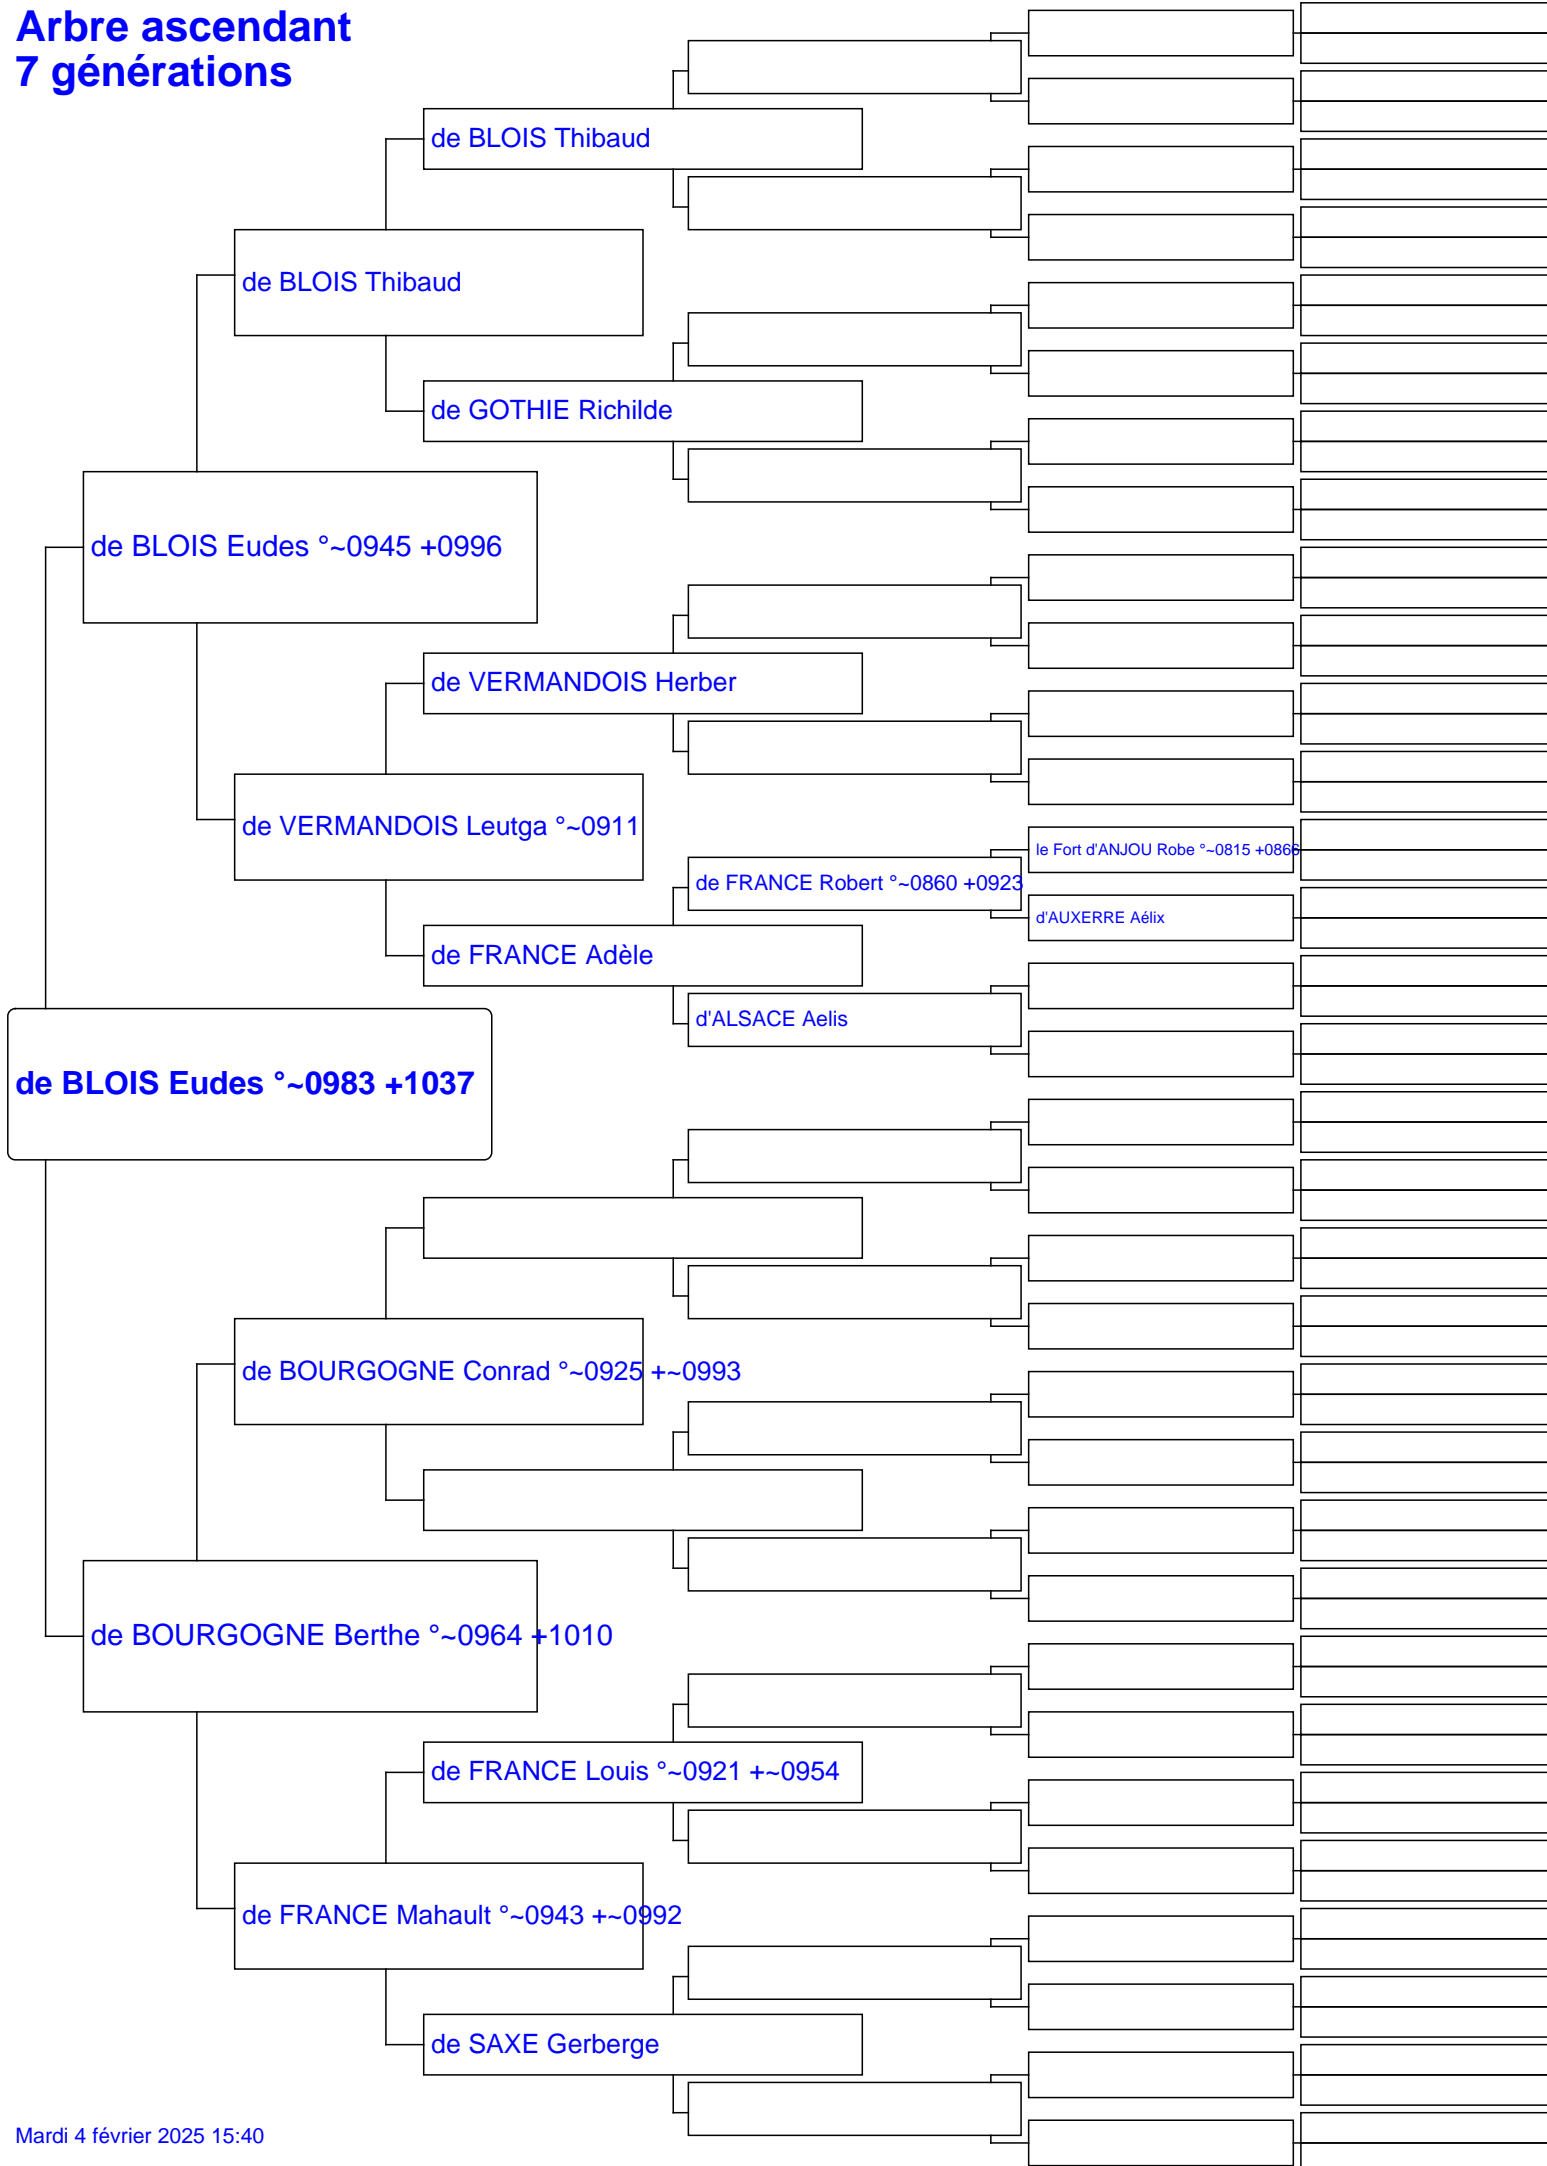 Arbre ascendant
7 générations
de BLOIS Thibaud
de BLOIS Thibaud
de GOTHIE Richilde
de BLOIS Eudes °~0945 +0996
de VERMANDOIS Herber
de VERMANDOIS Leutga °~0911
le Fort d'ANJOU Robe °~0815 +0866
de FRANCE Robert °~0860 +0923
d'AUXERRE Aélix
de FRANCE Adèle
d'ALSACE Aelis
de BLOIS Eudes °~0983 +1037
de BOURGOGNE Conrad °~0925 +~0993
de BOURGOGNE Berthe °~0964 +1010
de FRANCE Louis °~0921 +~0954
de FRANCE Mahault °~0943 +~0992
de SAXE Gerberge
Mardi 4 février 2025 15:40